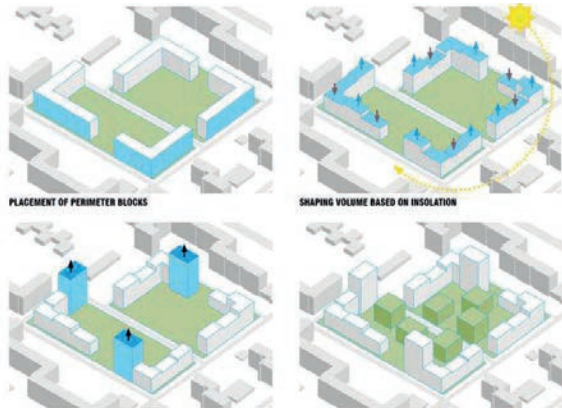 PLACEMENT OF PERIMETER BLOCKS
SHAPING VOLUME BASED ON INSOLATION